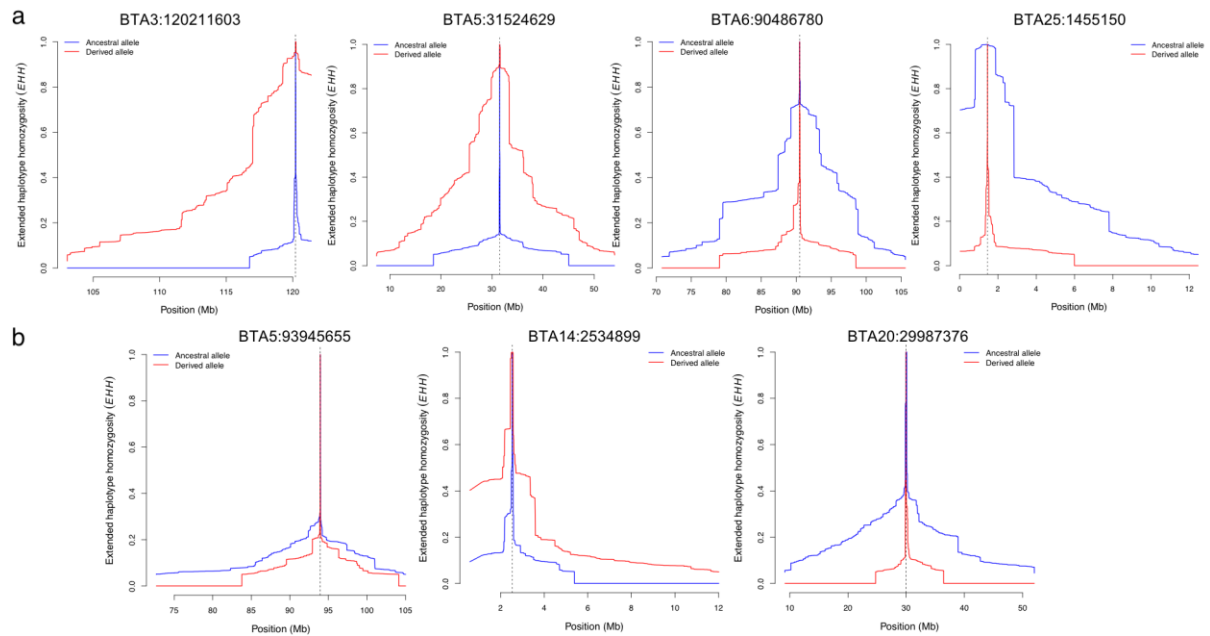 a
BTA3:120211603
BTA5:31524629
BTA6:90486780
BTA25:1455150
Extended haplotype homozygosity (EHH)
0.0 0.2 0.4 0.6 0.8 1.0
Ancestral allele
Derived allele
105 110 115 120
Position (Mb)
Extended haplotype homozygosity (EHH)
0.0 0.2 0.4 0.6 0.8 1.0
Ancestral allele
Derived allele
10 20 30 40 50
Position (Mb)
Extended haplotype homozygosity (EHH)
0.0 0.2 0.4 0.6 0.8 1.0
Ancestral allele
Derived allele
70 75 80 85 90 95 100 105
Position (Mb)
Extended haplotype homozygosity (EHH)
0.0 0.2 0.4 0.6 0.8 1.0
Ancestral allele
Derived allele
0 2 4 6 8 10 12
Position (Mb)
b
BTA5:93945655
BTA14:2534899
BTA20:29987376
Extended haplotype homozygosity (EHH)
0.0 0.2 0.4 0.6 0.8 1.0
Ancestral allele
Derived allele
75 80 85 90 95 100 105
Position (Mb)
Extended haplotype homozygosity (EHH)
0.0 0.2 0.4 0.6 0.8 1.0
Ancestral allele
Derived allele
2 4 6 8 10 12
Position (Mb)
Extended haplotype homozygosity (EHH)
0.0 0.2 0.4 0.6 0.8 1.0
Ancestral allele
Derived allele
10 20 30 40 50
Position (Mb)